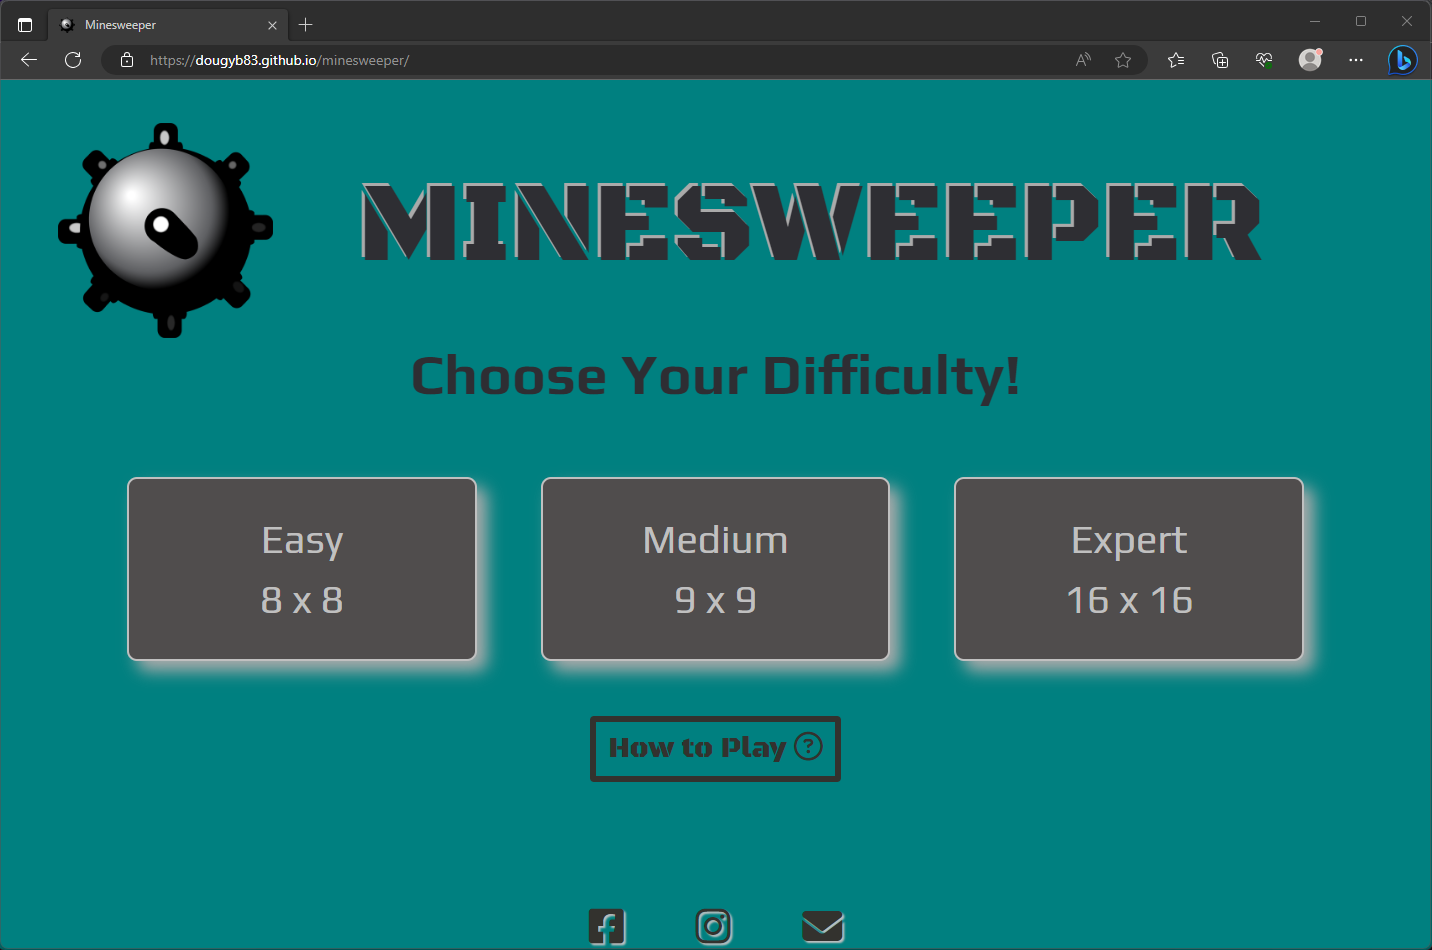 Minesweeper
https://dougyb83.github.io/minesweeper/
MINESWEEPER
Choose Your Difficulty!
Easy
8 x 8
Medium
9 x 9
Expert
16 x 16
How to Play ?